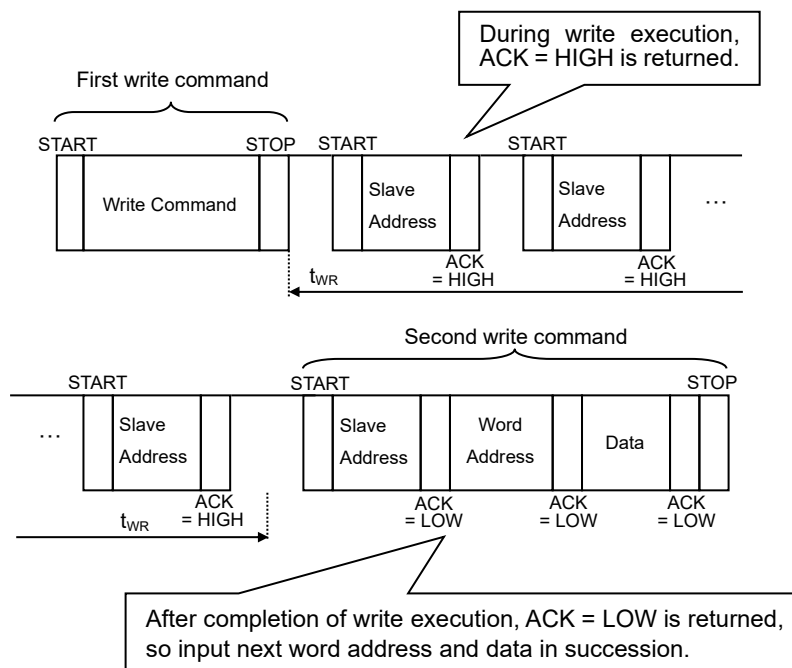 During write execution,
ACK = HIGH is returned.
First write command
START STOP START START
Write Command
Slave
Address
Slave
Address
...
ACK
= HIGH
ACK
= HIGH
tWR
Second write command
START START STOP
...
Slave
Address
Slave
Address
Word
Address
Data
ACK
= HIGH
ACK
= LOW
ACK
= LOW
ACK
= LOW
tWR
After completion of write execution, ACK = LOW is returned,
so input next word address and data in succession.